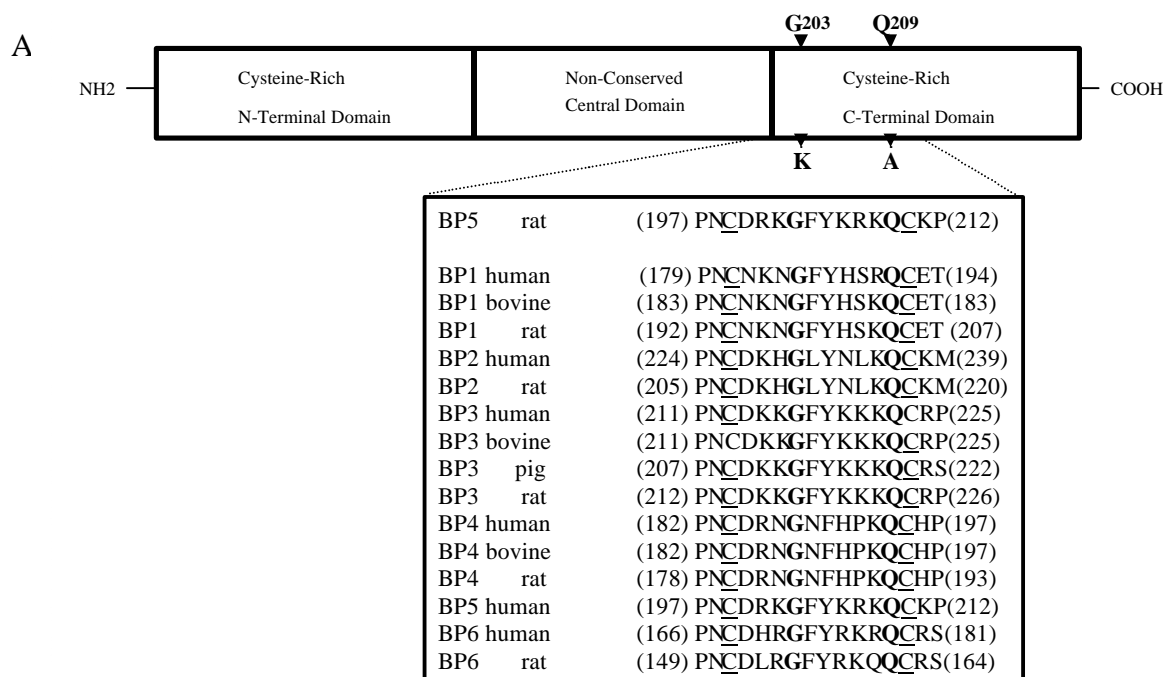 A
G203 Q209
NH2
Cysteine-Rich
N-Terminal Domain
Non-Conserved
Central Domain
Cysteine-Rich
C-Terminal Domain
COOH
K A
BP5 rat (197) PNCDRKGFYKRKQCKP(212)
BP1 human (179) PNCNKNGFYHSRQCET(194)
BP1 bovine (183) PNCNKNGFYHSKQCET(183)
BP1 rat (192) PNCNKNGFYHSKQCET (207)
BP2 human (224) PNCDKHGLYNLKQCKM(239)
BP2 rat (205) PNCDKHGLYNLKQCKM(220)
BP3 human (211) PNCDKKGFYKKKQCRP(225)
BP3 bovine (211) PNCDKKGFYKKKQCRP(225)
BP3 pig (207) PNCDKKGFYKKKQCRS(222)
BP3 rat (212) PNCDKKGFYKKKQCRP(226)
BP4 human (182) PNCDRNGNFHPKQCHP(197)
BP4 bovine (182) PNCDRNGNFHPKQCHP(197)
BP4 rat (178) PNCDRNGNFHPKQCHP(193)
BP5 human (197) PNCDRKGFYKRKQCKP(212)
BP6 human (166) PNCDHRGFYRKRQCRS(181)
BP6 rat (149) PNCDLRGFYRKQQCRS(164)